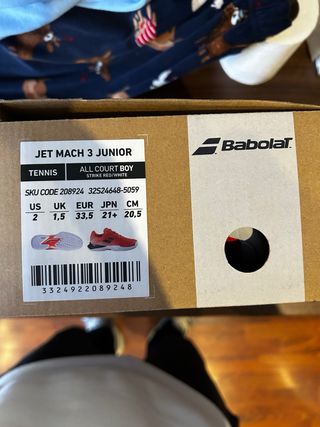 JET MACH 3 JUNIOR
TENNIS
ALL COURT BOY
STRIKE RED/WHITE
SKU CODE 208924 32S24648-5059
US UK EUR JPN CM
2 1,5 33,5 21+ 20,5
3324922089248
Babolat